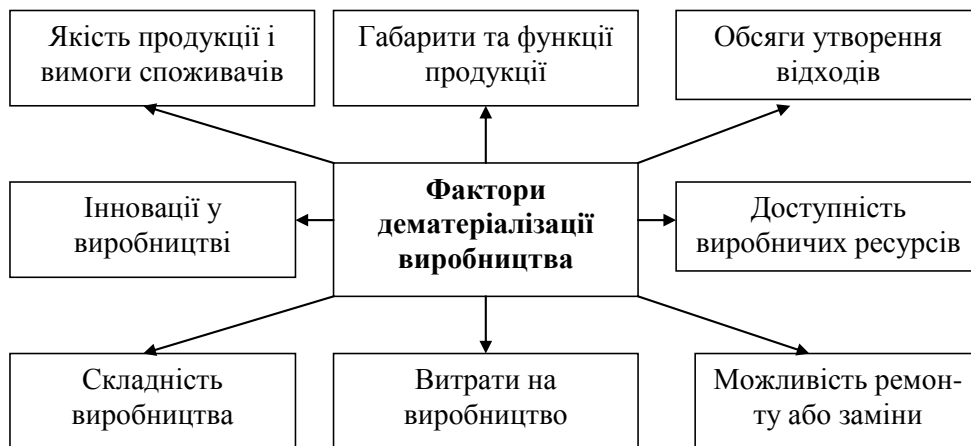 Якість продукції і
вимоги споживачів
Габарити та функції
продукції
Обсяги утворення
відходів
Інновації у
виробництві
Фактори
дематеріалізації
виробництва
Доступність
виробничих ресурсів
Складність
виробництва
Витрати на
виробництво
Можливість ремон-
ту або заміни